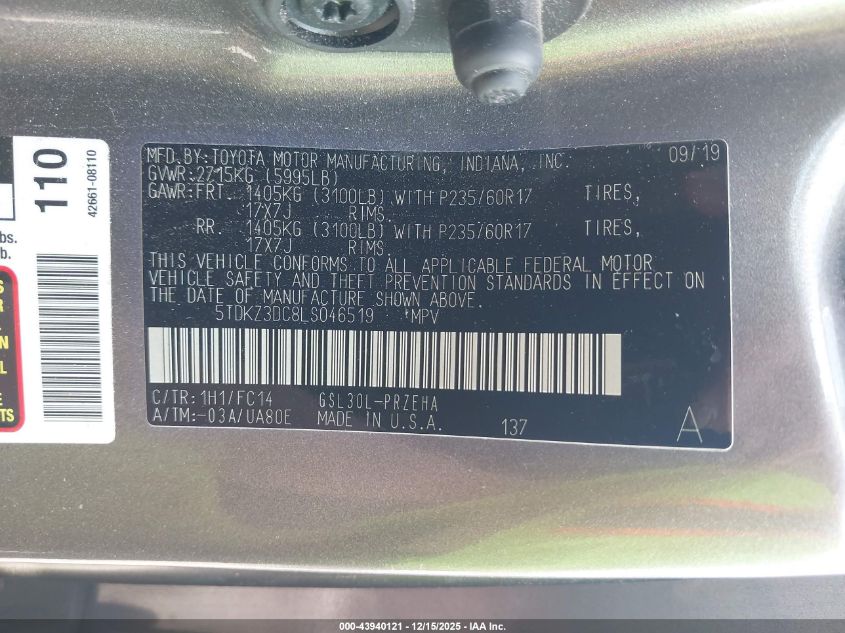 110
42661-08110
bs.
b.
S
R
N
L
E
TS
MFD.BY:TOYOTA MOTOR MANUFACTURING, INDIANA, INC. 09/19
GVWR:2715KG (5995LB)
GAWR:FRT. 1405KG (3100LB) WITH P235/60R17 TIRES,
17X7J RIMS.
RR. 1405KG (3100LB) WITH P235/60R17 TIRES,
17X7J RIMS.
THIS VEHICLE CONFORMS TO ALL APPLICABLE FEDERAL MOTOR
VEHICLE SAFETY AND THEFT PREVENTION STANDARDS IN EFFECT ON
THE DATE OF MANUFACTURE SHOWN ABOVE.
5TDKZ3DC8LS046519 MPV
C/TR:1H1/FC14 GSL30L-PRZEHA
A/TM:-03A/UA80E MADE IN U.S.A. 137 A
000-43940121 - 12/15/2025 - IAA Inc.